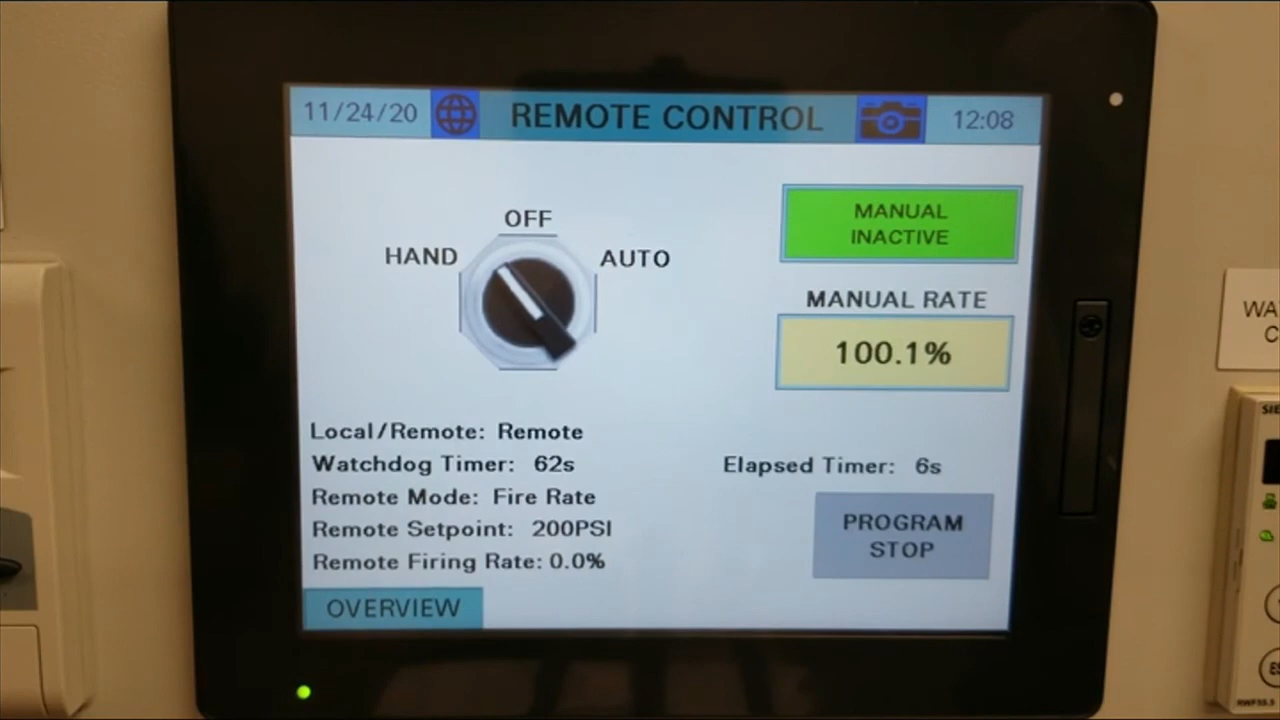 11/24/20 REMOTE CONTROL 12:08
OFF
HAND AUTO
MANUAL
INACTIVE
MANUAL RATE
100.1%
Local/Remote: Remote
Watchdog Timer: 62s
Elapsed Timer: 6s
Remote Mode: Fire Rate
Remote Setpoint: 200PSI
Remote Firing Rate: 0.0%
PROGRAM
STOP
OVERVIEW
WA
C
SIE